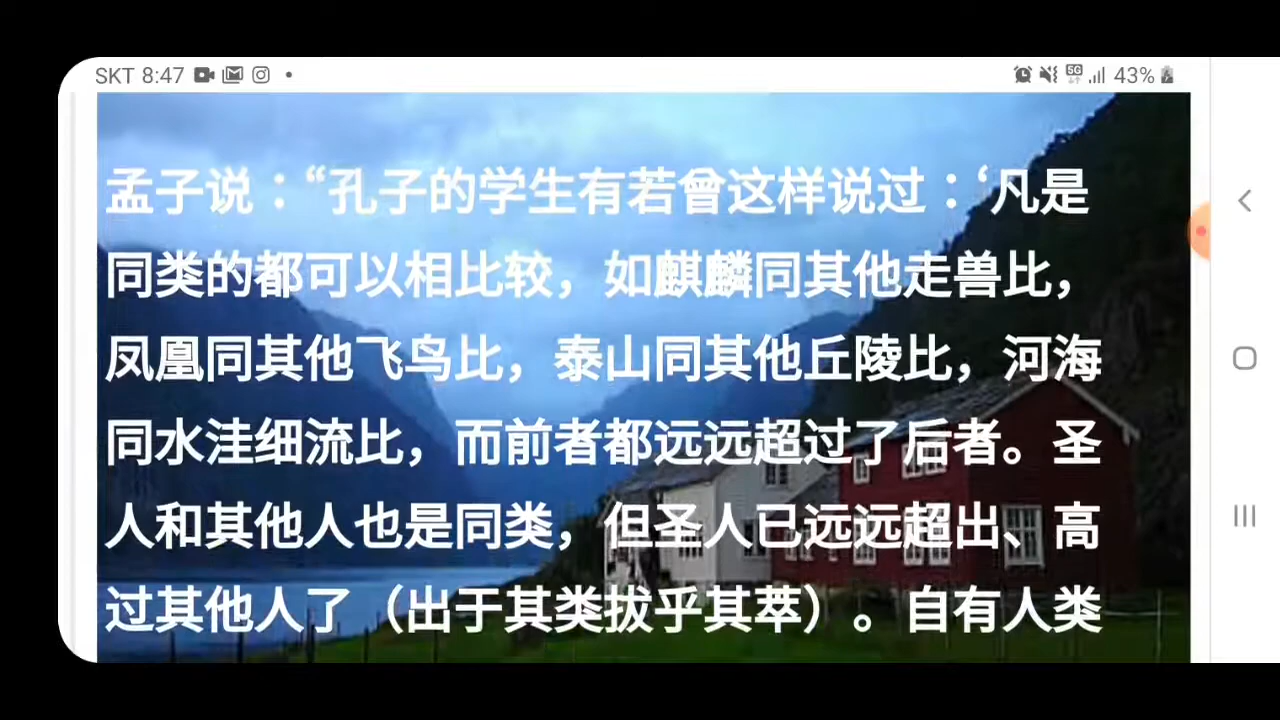 SKT 8:47
43%
孟子说：“孔子的学生有若曾这样说过：‘凡是
同类的都可以相比较，如麒麟同其他走兽比，
凤凰同其他飞鸟比，泰山同其他丘陵比，河海
同水洼细流比，而前者都远远超过了后者。圣
人和其他人也是同类，但圣人已远远超出、高
过其他人了（出于其类拔乎其萃）。自有人类